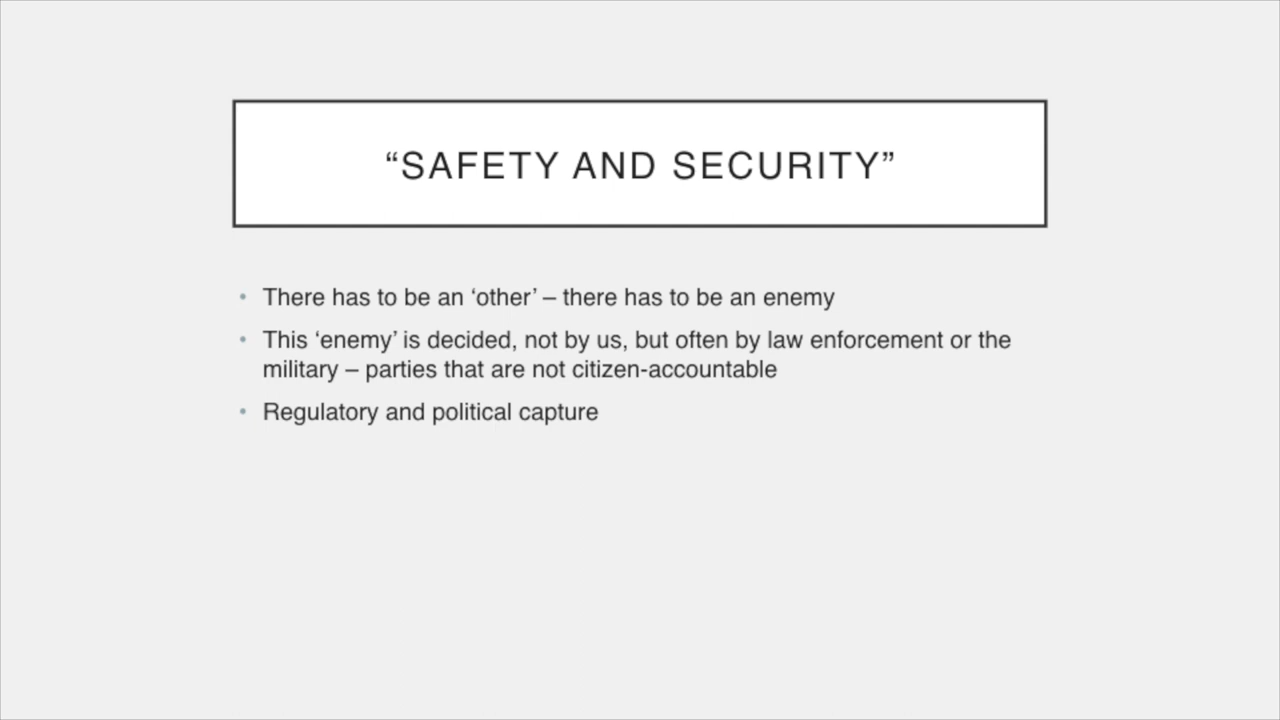 “SAFETY AND SECURITY”
• There has to be an ‘other’ – there has to be an enemy
• This ‘enemy’ is decided, not by us, but often by law enforcement or the
military – parties that are not citizen-accountable
• Regulatory and political capture